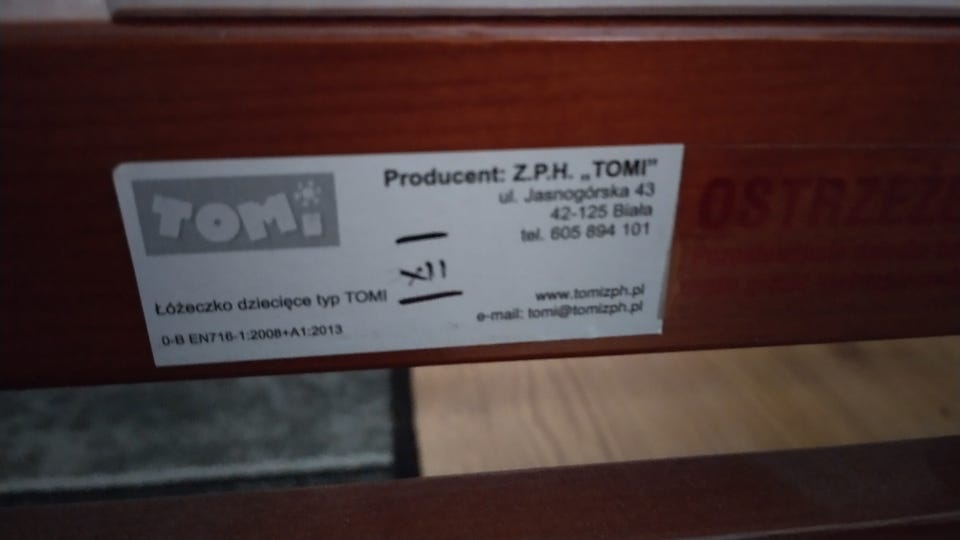 TOMi
Producent: Z.P.H. „TOMI”
ul. Jasnogórska 43
42-125 Biała
tel. 605 894 101
XII
Łóżeczko dziecięce typ TOMI
0-B EN716-1:2008+A1:2013
www.tomizph.pl
e-mail: tomi@tomizph.pl
OSTRZEŻE